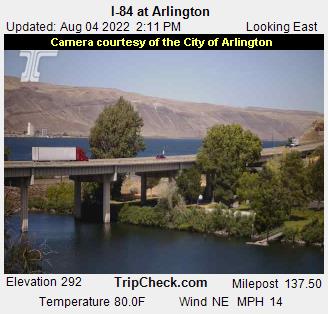 I-84 at Arlington
Updated: Aug 04 2022 2:11 PM Looking East
Camera courtesy of the City of Arlington
Elevation 292 TripCheck.com Milepost 137.50
Temperature 80.0F Wind NE MPH 14